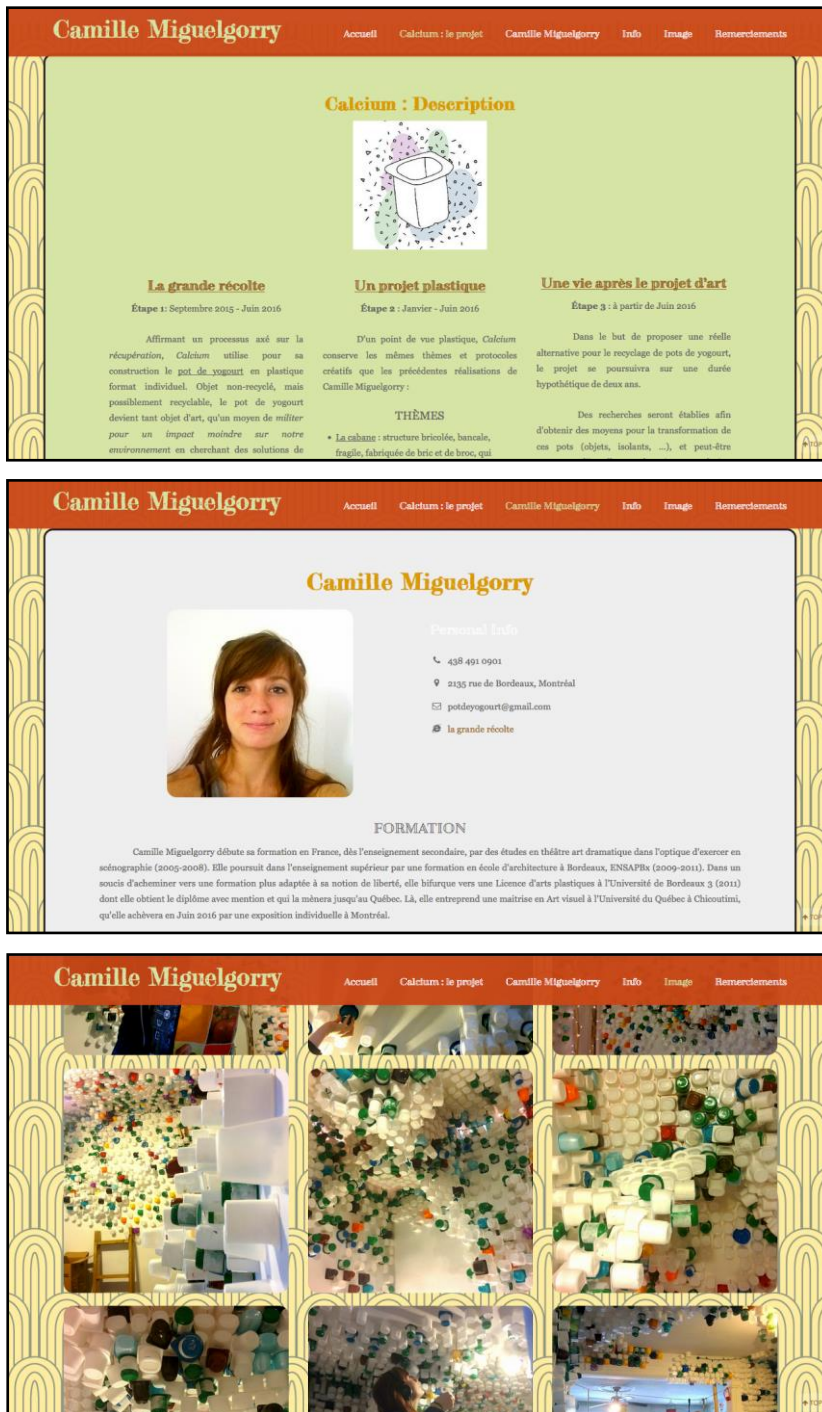 Camille Miguelgorry
Accueil Calcium : le projet Camille Miguelgorry Info Image Remerciements
Calcium : Description
La grande récolte
Étape 1: Septembre 2015 - Juin 2016
Affirmant un processus axé sur la
récupération, Calcium utilise pour sa
construction le pot de yogourt en plastique
format individuel. Objet non-recyclé, mais
possiblement recyclable, le pot de yogourt
devient tant objet d'art, qu'un moyen de militer
pour un impact moindre sur notre
environnement en cherchant des solutions de
Un projet plastique
Étape 2 : Janvier - Juin 2016
D'un point de vue plastique, Calcium
conserve les mêmes thèmes et protocoles
créatifs que les précédentes réalisations de
Camille Miguelgorry :
THÈMES
• La cabane : structure bricolée, bancale,
fragile, fabriquée de bric et de broc, qui
Une vie après le projet d'art
Étape 3 : à partir de Juin 2016
Dans le but de proposer une réelle
alternative pour le recyclage de pots de yogourt,
le projet se poursuivra sur une durée
hypothétique de deux ans.
Des recherches seront établies afin
d'obtenir des moyens pour la transformation de
ces pots (objets, isolants, ...), et peut-être
TOP
Camille Miguelgorry
Accueil Calcium : le projet Camille Miguelgorry Info Image Remerciements
Camille Miguelgorry
Personal Info
438 491 0901
2135 rue de Bordeaux, Montréal
potdeyogourt@gmail.com
la grande récolte
FORMATION
Camille Miguelgorry débute sa formation en France, dès l'enseignement secondaire, par des études en théâtre art dramatique dans l'optique d'exercer en
scénographie (2005-2008). Elle poursuit dans l'enseignement supérieur par une formation en école d'architecture à Bordeaux, ENSAPBx (2009-2011). Dans un
soucis d'acheminer vers une formation plus adaptée à sa notion de liberté, elle bifurque vers une Licence d'arts plastiques à l'Université de Bordeaux 3 (2011)
dont elle obtient le diplôme avec mention et qui la mènera jusqu'au Québec. Là, elle entreprend une maitrise en Art visuel à l'Université du Québec à Chicoutimi,
qu'elle achèvera en Juin 2016 par une exposition individuelle à Montréal.
TOP
Camille Miguelgorry
Accueil Calcium : le projet Camille Miguelgorry Info Image Remerciements
TOP